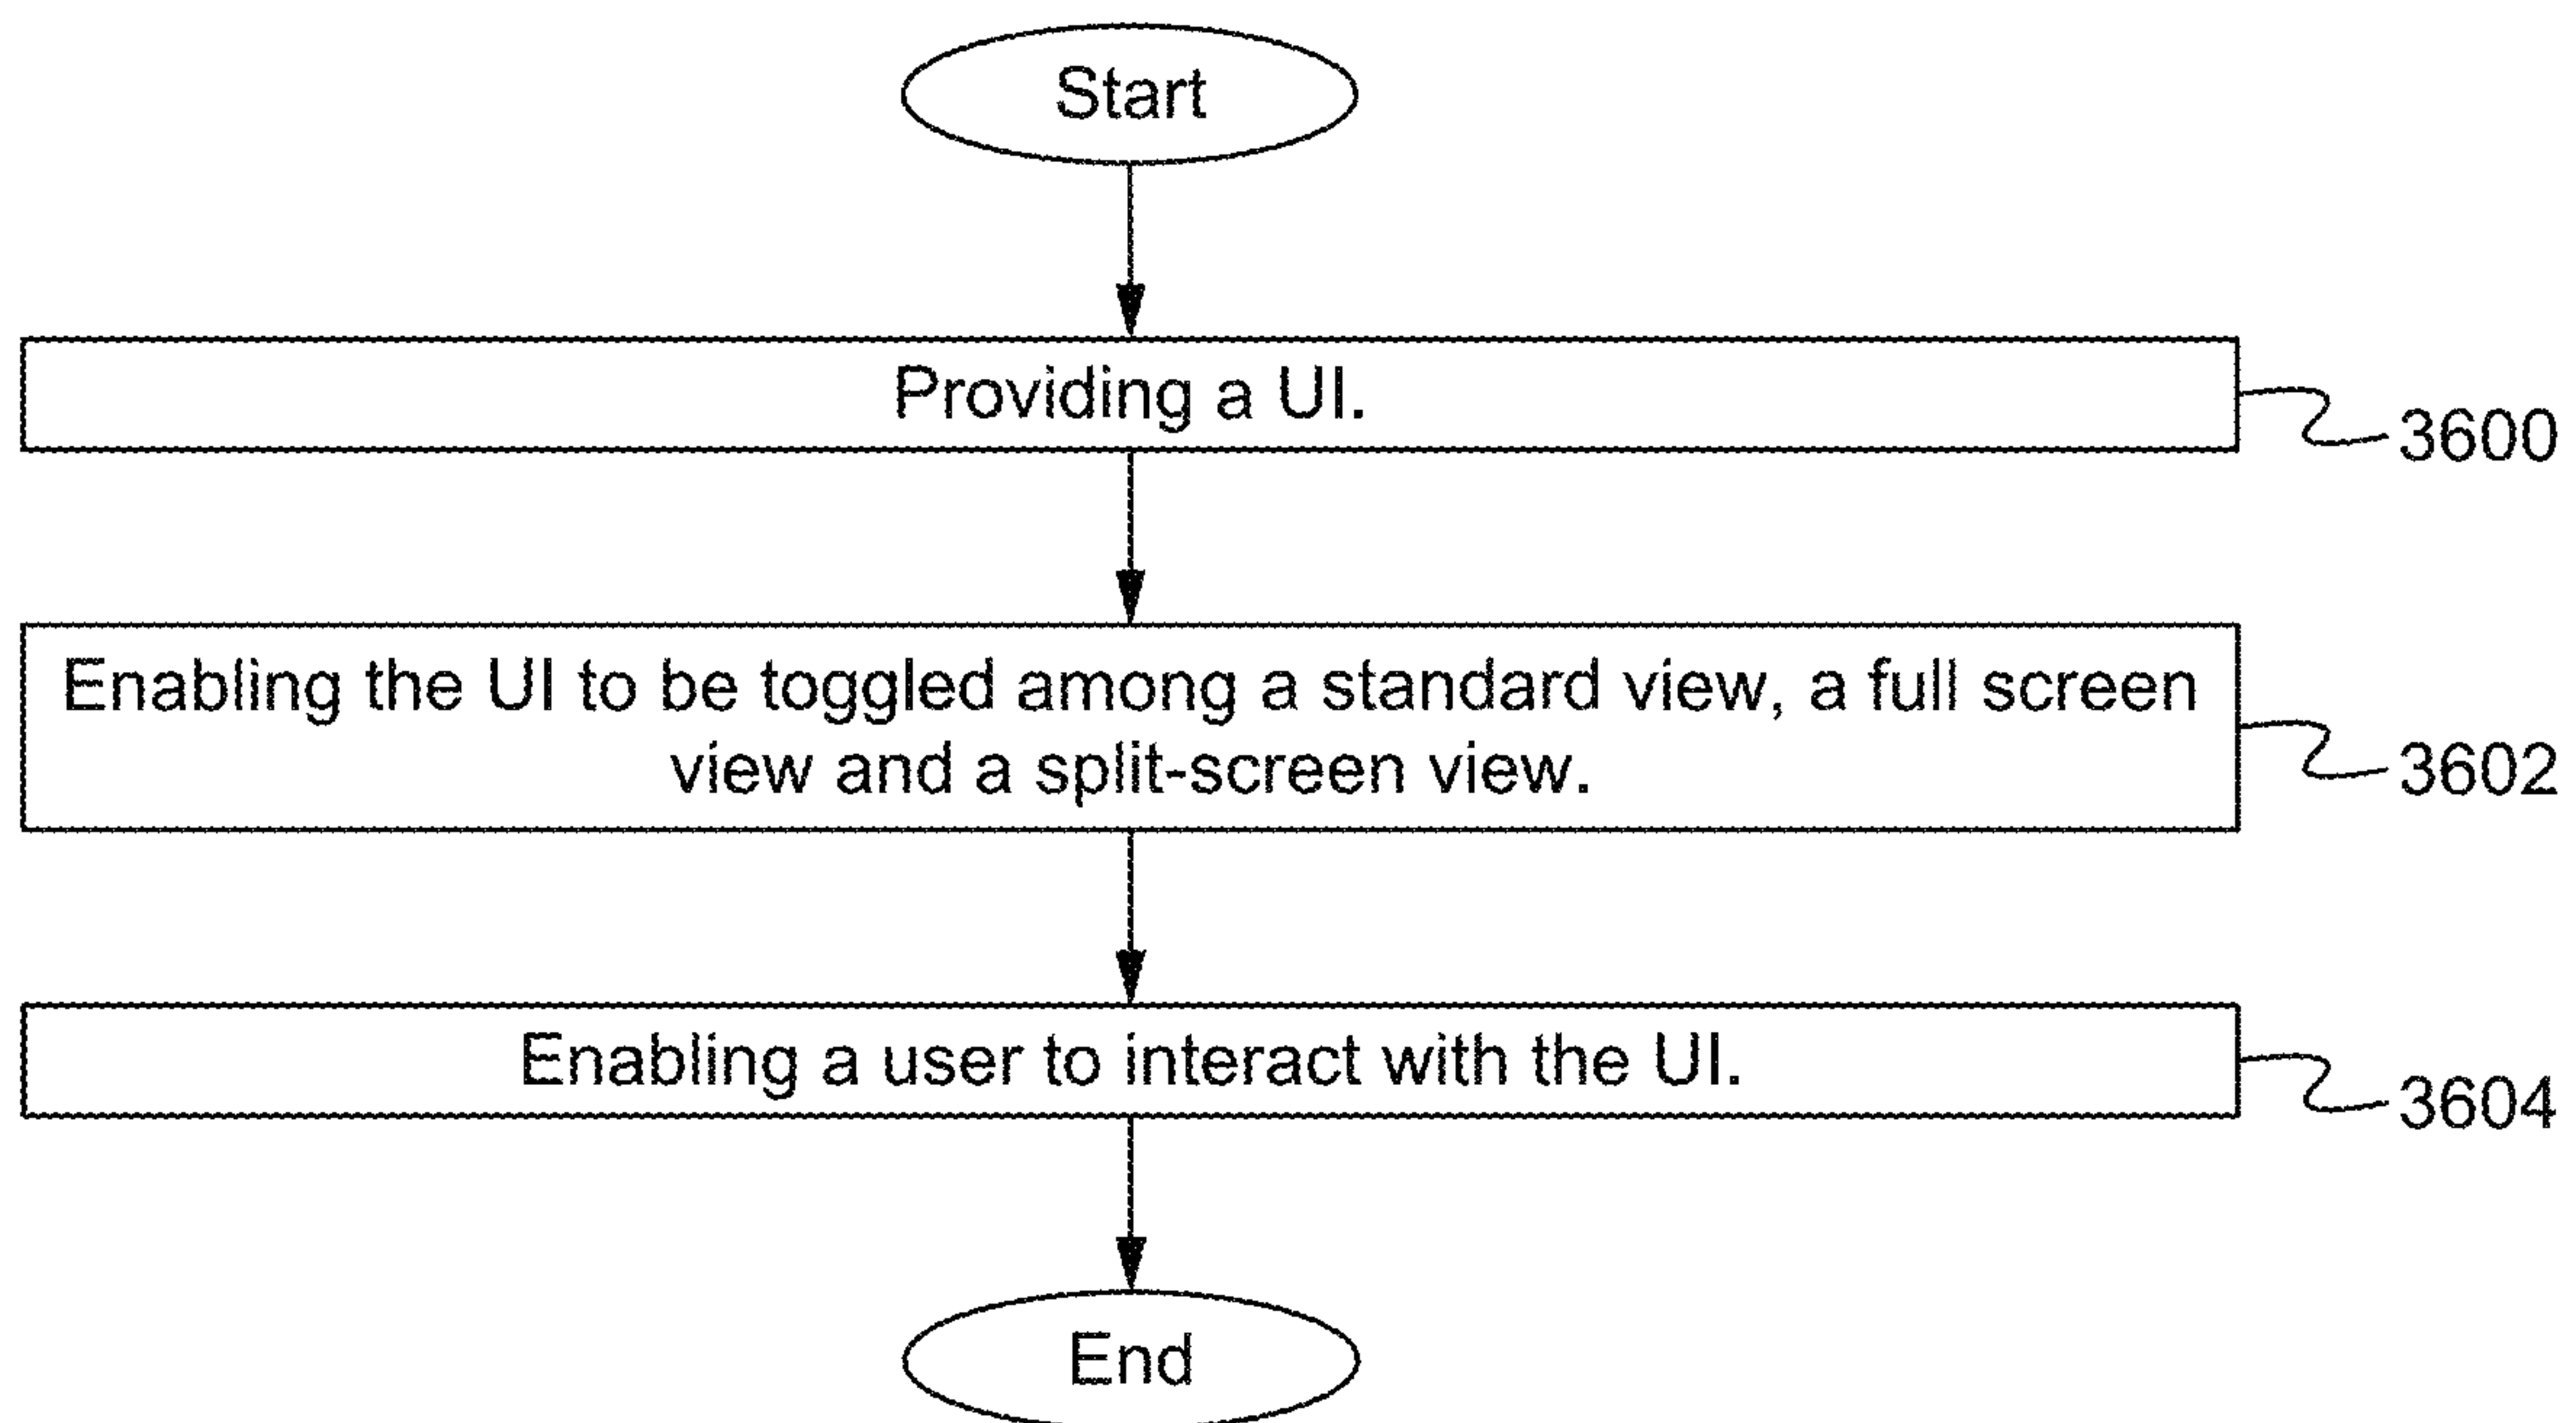 Start
Providing a UI.
3600
Enabling the UI to be toggled among a standard view, a full screen
view and a split-screen view.
3602
Enabling a user to interact with the UI.
3604
End